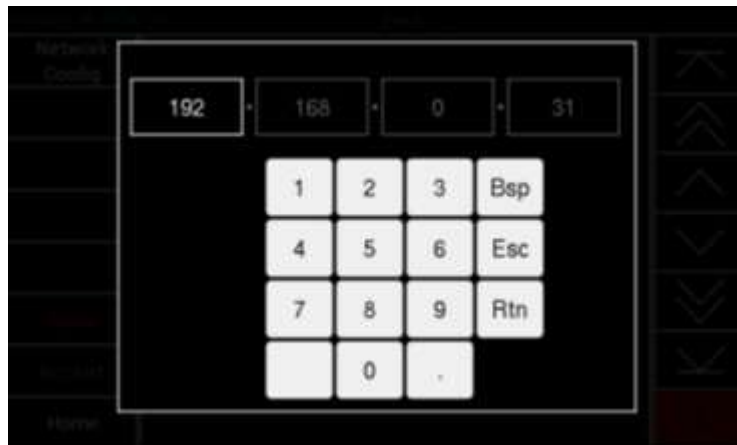 Network
Config
192 . 168 . 0 . 31
1 2 3 Bsp
4 5 6 Esc
7 8 9 Rtn
0 .
Home